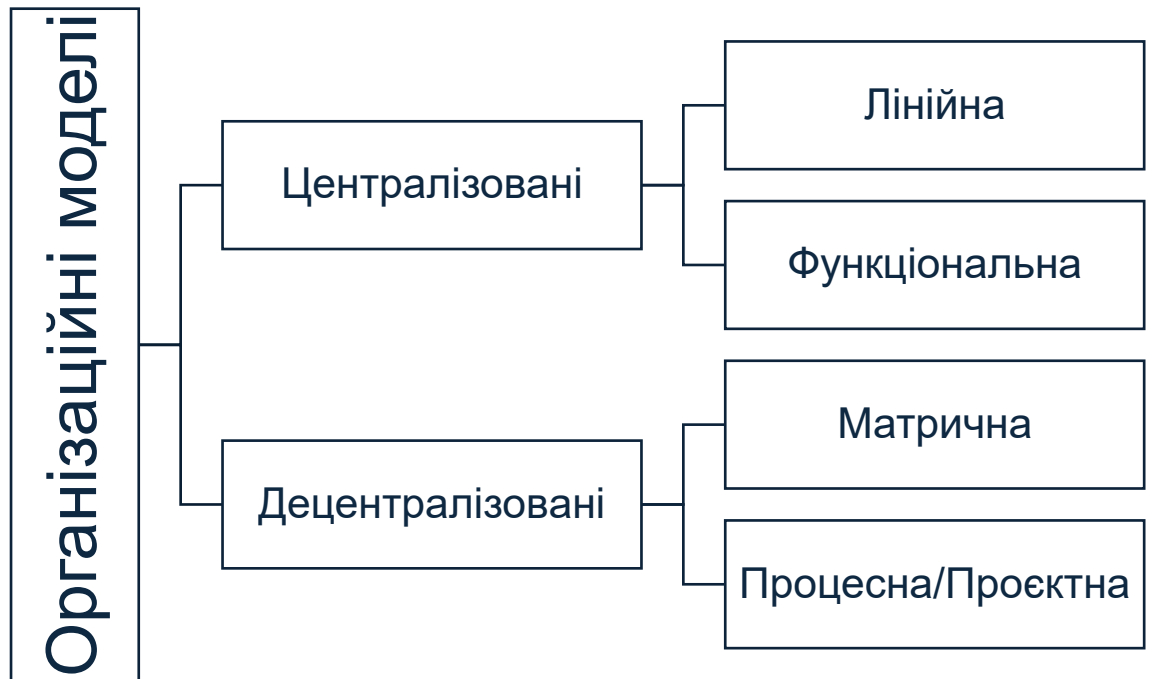 Організаційні моделі
Централізовані
Лінійна
Функціональна
Децентралізовані
Матрична
Процесна/Проєктна